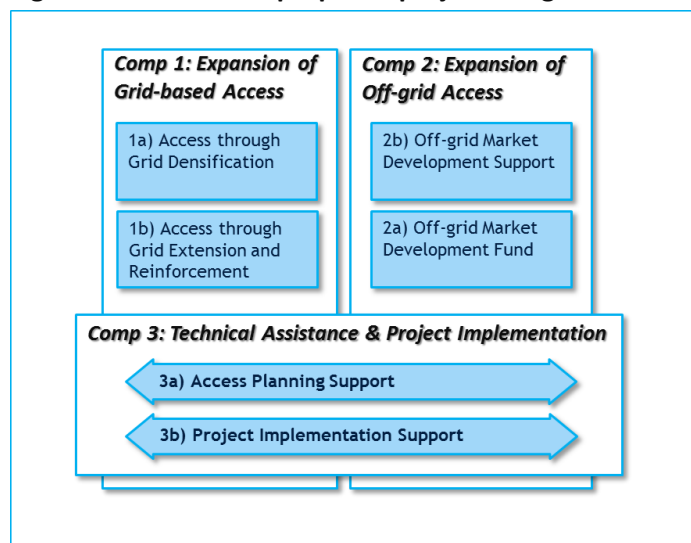 Comp 1: Expansion of
Grid-based Access
1a) Access through
Grid Densification
1b) Access through
Grid Extension and
Reinforcement
Comp 2: Expansion of
Off-grid Access
2b) Off-grid Market
Development Support
2a) Off-grid Market
Development Fund
Comp 3: Technical Assistance & Project Implementation
3a) Access Planning Support
3b) Project Implementation Support